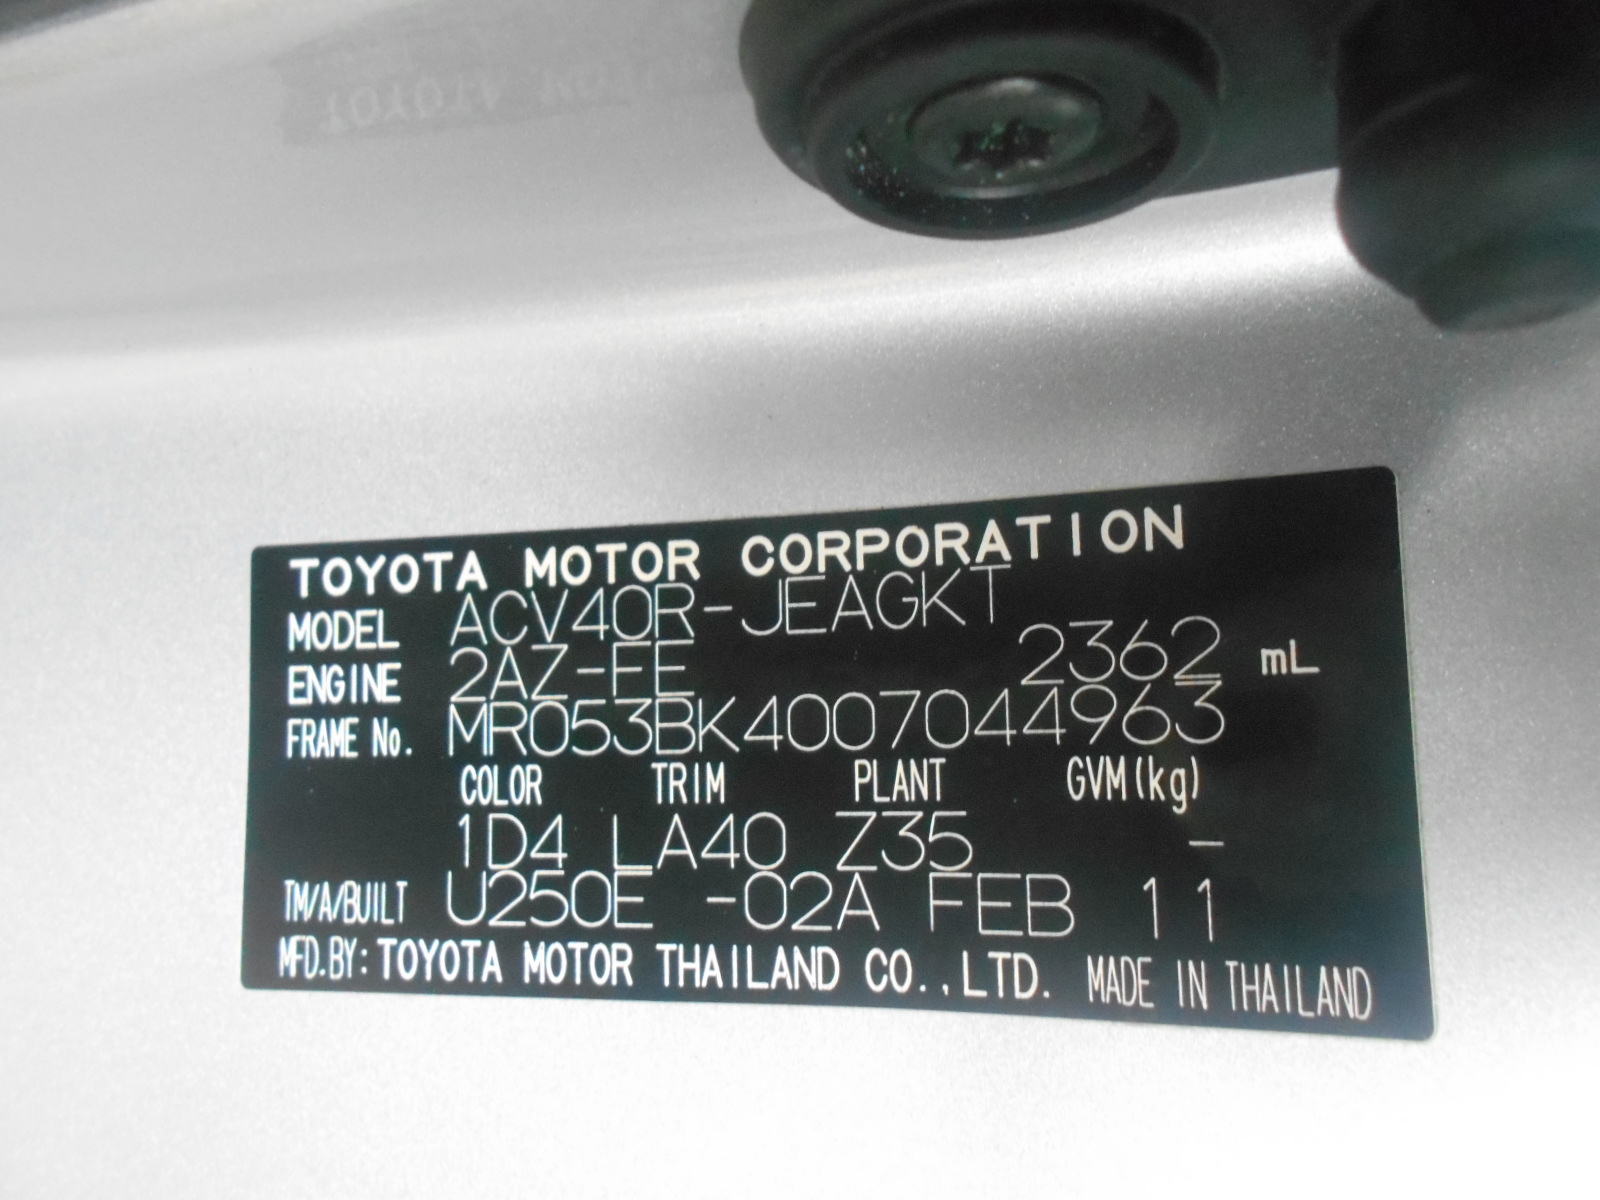 TOYOTA MOTOR CORPORATION
MODEL ACV40R-JEAGKT
ENGINE 2AZ-FE 2362 mL
FRAME No. MR053BK4007044963
COLOR TRIM PLANT GVM(kg)
1D4 LA40 Z35 -
TM/A/BUILT U250E -02A FEB 11
MFD.BY: TOYOTA MOTOR THAILAND CO.,LTD. MADE IN THAILAND